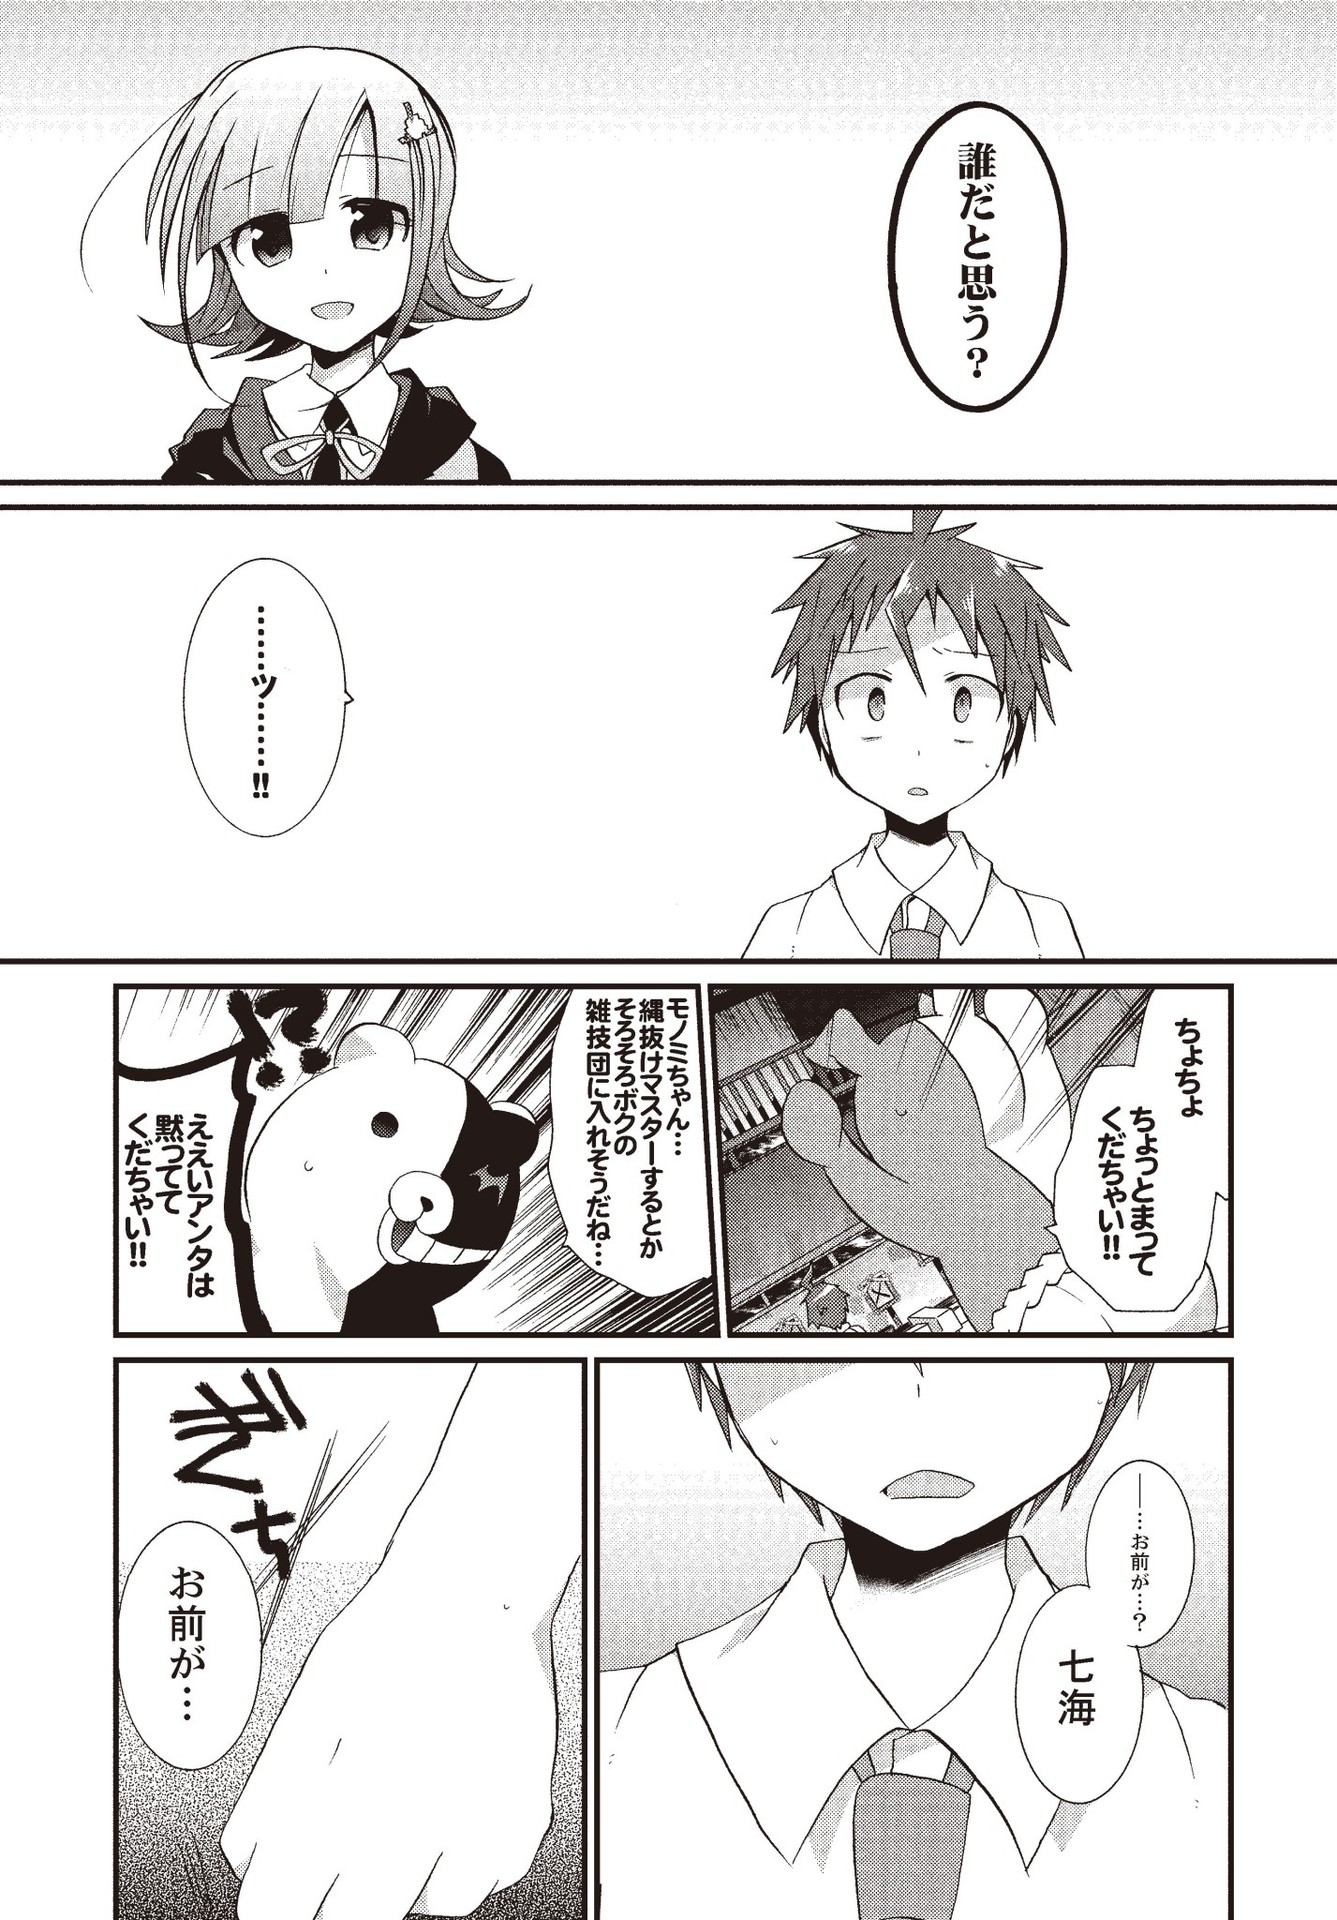 誰だと思う？
……ッ……‼
ちょちょ
ちょっとまって
くだちゃい‼
モノミちゃん…
縄抜けマスターするとか
そろそろボクの
雑技団に入れそうだね…
ええいアンタは
黙ってて
くだちゃい‼
―…お前が…？
七海
お前が…